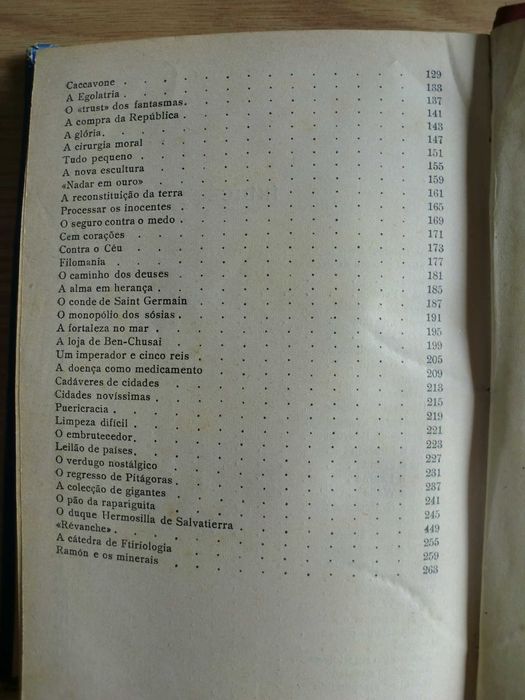 Caccavone . . . . . . . . . . . . . 129
A Egolatria . . . . . . . . . . . . . 133
O «trust» dos fantasmas. . . . . . . . . . . 137
A compra da República . . . . . . . . . . . 141
A glória. . . . . . . . . . . . . . 143
A cirurgia moral . . . . . . . . . . . . 147
Tudo pequeno . . . . . . . . . . . . . 151
A nova escultura . . . . . . . . . . . . 155
«Nadar em ouro» . . . . . . . . . . . . 159
A reconstituição da terra . . . . . . . . . . 161
Processar os inocentes . . . . . . . . . . . 165
O seguro contra o medo . . . . . . . . . . . 169
Cem corações . . . . . . . . . . . . . 171
Contra o Céu . . . . . . . . . . . . . 173
Filomania . . . . . . . . . . . . . . 177
O caminho dos deuses . . . . . . . . . . . 181
A alma em herança . . . . . . . . . . . . 185
O conde de Saint Germain . . . . . . . . . . 187
O monopólio dos sósias . . . . . . . . . . . 191
A fortaleza no mar . . . . . . . . . . . . 195
A loja de Ben-Chusai . . . . . . . . . . . 199
Um imperador e cinco reis . . . . . . . . . . 205
A doença como medicamento . . . . . . . . . . 209
Cadáveres de cidades . . . . . . . . . . . 213
Cidades novíssimas . . . . . . . . . . . . 215
Puericracia . . . . . . . . . . . . . 219
Limpeza difícil . . . . . . . . . . . . 221
O embrutecedor. . . . . . . . . . . . . 223
Leilão de países. . . . . . . . . . . . . 227
O verdugo nostálgico . . . . . . . . . . . 231
O regresso de Pitágoras . . . . . . . . . . . 237
A colecção de gigantes . . . . . . . . . . . 241
O pão da rapariguita . . . . . . . . . . . 245
O duque Hermosilla de Salvatierra . . . . . . . . 449
«Révanche». . . . . . . . . . . . . . 255
A cátedra de Ftiriologia . . . . . . . . . . 259
Ramón e os minerais . . . . . . . . . . . 263